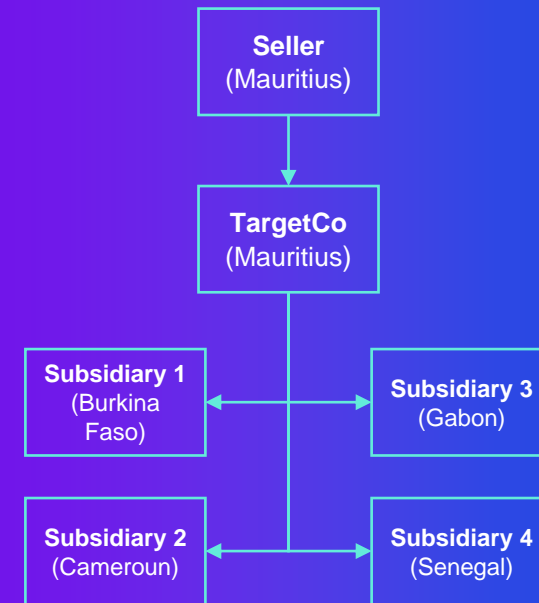 Seller
(Mauritius)
TargetCo
(Mauritius)
Subsidiary 1
(Burkina
Faso)
Subsidiary 3
(Gabon)
Subsidiary 2
(Cameroun)
Subsidiary 4
(Senegal)